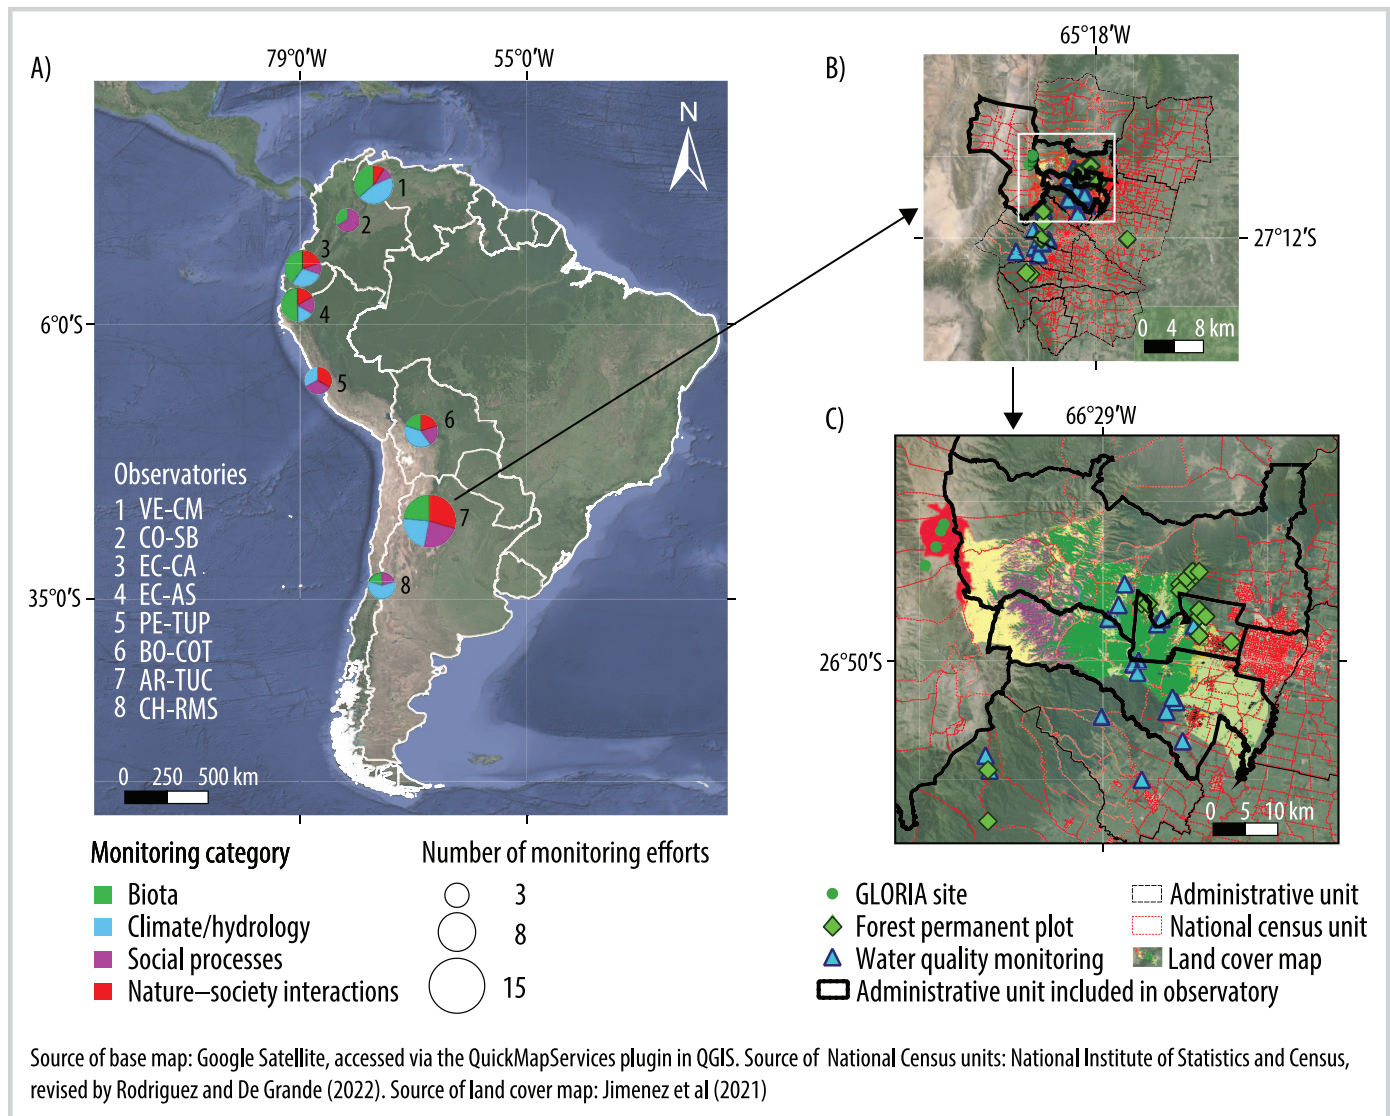 A)
79°0′W
55°0′W
N
1
2
3
4
5
6
7
8
6°0′S
35°0′S
Observatories
1 VE-CM
2 CO-SB
3 EC-CA
4 EC-AS
5 PE-TUP
6 BO-COT
7 AR-TUC
8 CH-RMS
0 250 500 km
B)
65°18′W
27°12′S
0 4 8 km
C)
66°29′W
26°50′S
0 5 10 km
Monitoring category
Biota
Climate/hydrology
Social processes
Nature–society interactions
Number of monitoring efforts
3
8
15
GLORIA site
Forest permanent plot
Water quality monitoring
Administrative unit included in observatory
Administrative unit
National census unit
Land cover map
Source of base map: Google Satellite, accessed via the QuickMapServices plugin in QGIS. Source of National Census units: National Institute of Statistics and Census,
revised by Rodriguez and De Grande (2022). Source of land cover map: Jimenez et al (2021)